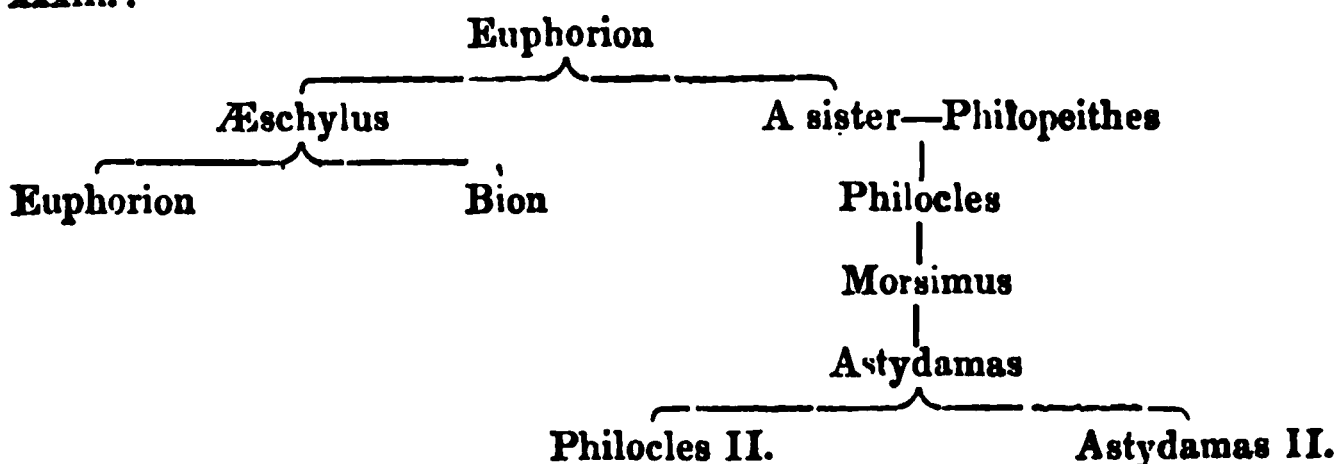 Euphorion
Æschylus A sister—Philopeithes
Euphorion Bion Philocles
Morsimus
Astydamas
Philocles II. Astydamas II.